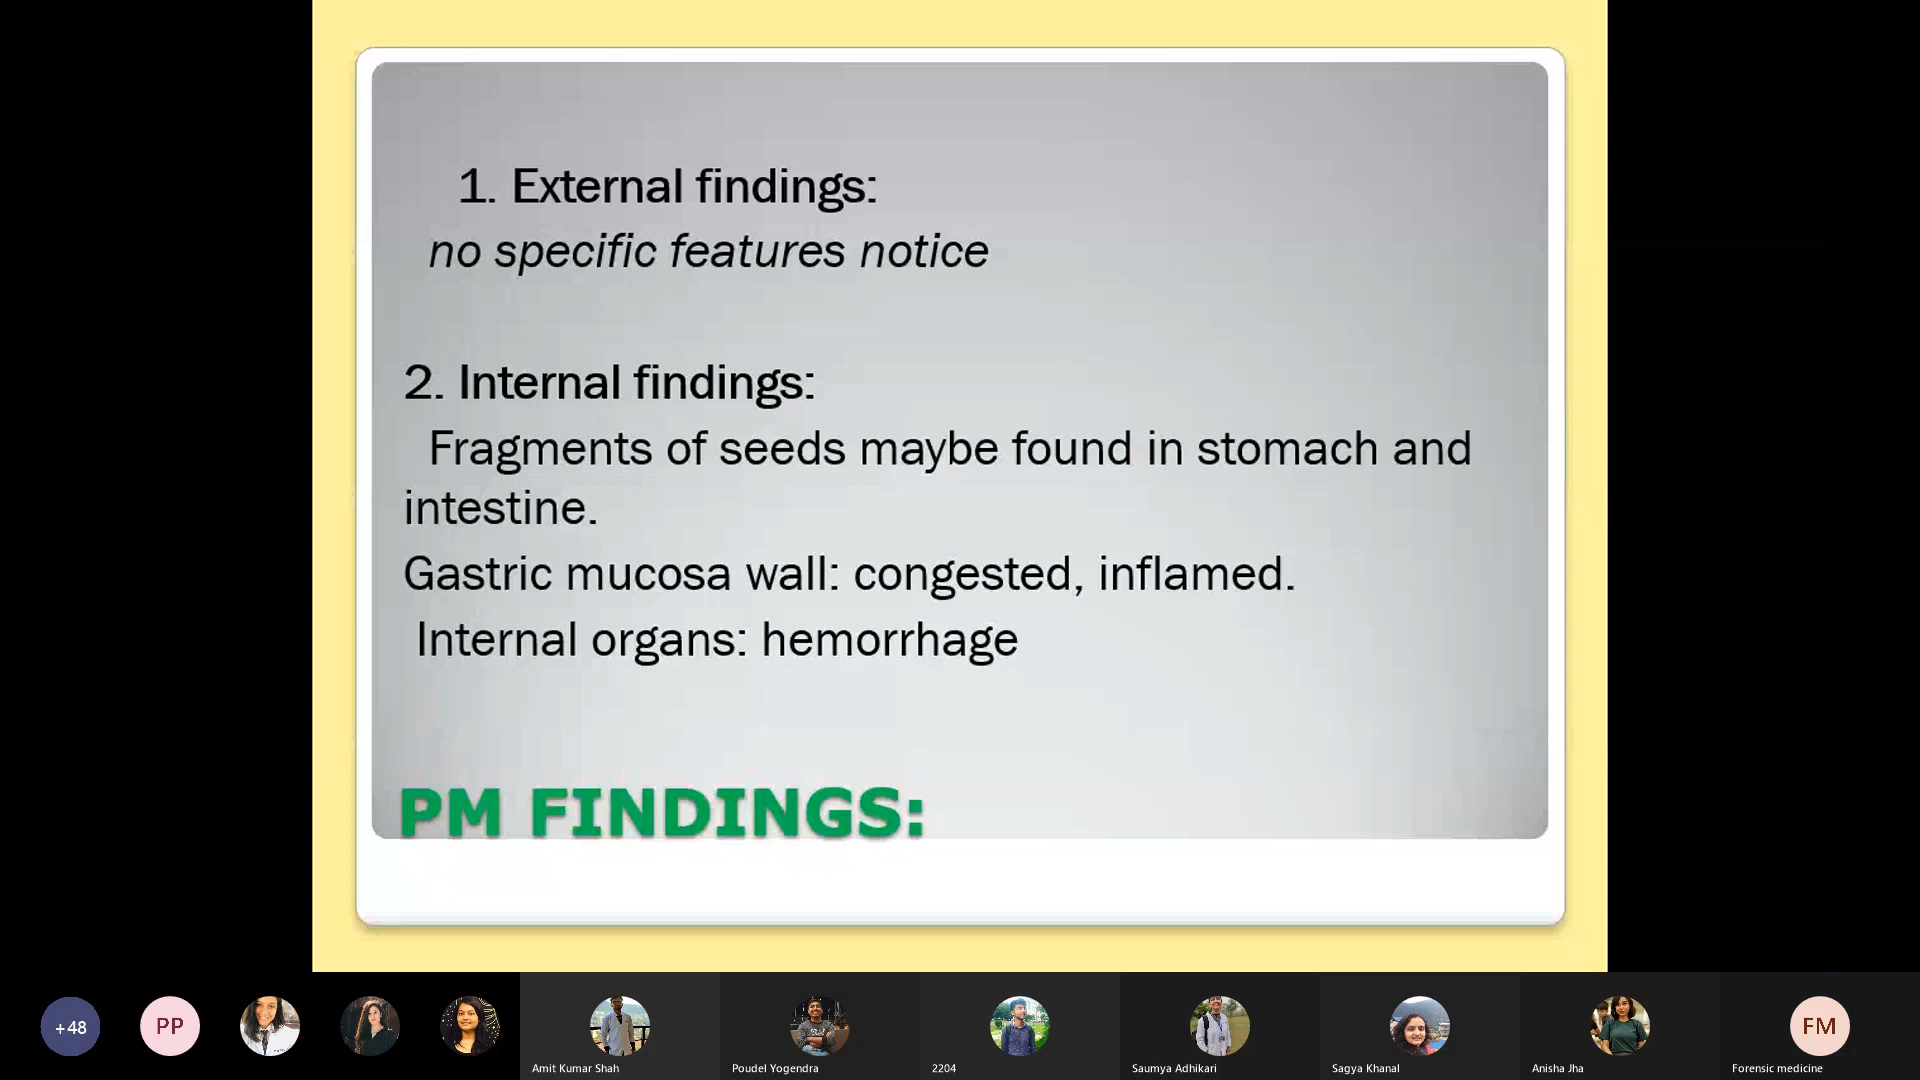 1. External findings:
no specific features notice
2. Internal findings:
Fragments of seeds maybe found in stomach and
intestine.
Gastric mucosa wall: congested, inflamed.
Internal organs: hemorrhage
PM FINDINGS:
+48
PP
FM
Amit Kumar Shah
Poudel Yogendra
2204
Saumya Adhikari
Sagya Khanal
Anisha Jha
Forensic medicine